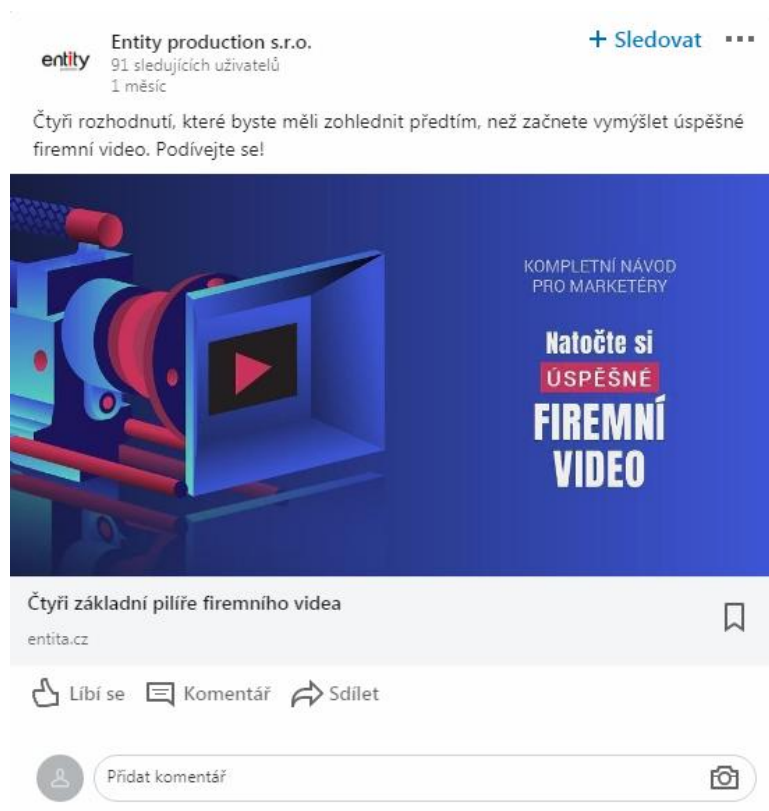 entity
Entity production s.r.o.
91 sledujících uživatelů
1 měsíc
+ Sledovat
Čtyři rozhodnutí, které byste měli zohlednit předtím, než začnete vymýšlet úspěšné
firemní video. Podívejte se!
KOMPLETNÍ NÁVOD
PRO MARKETÉRY
Natočte si
ÚSPĚŠNÉ
FIREMNÍ
VIDEO
Čtyři základní pilíře firemního videa
entita.cz
Líbí se
Komentář
Sdílet
Přidat komentář